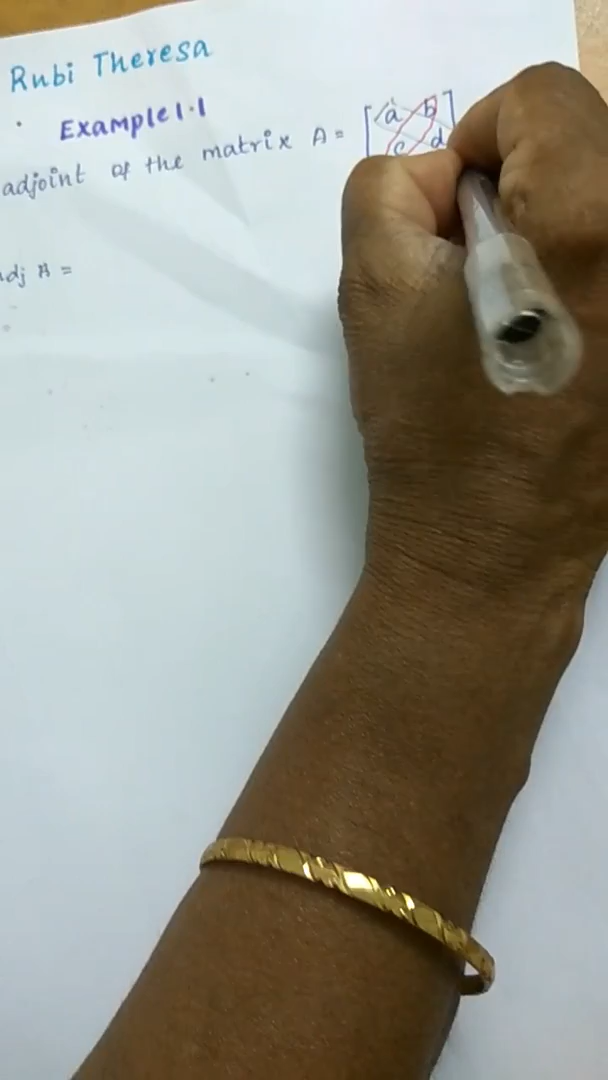 Rubi Theresa
Example 1.1
adjoint of the matrix A = [a b
c d
dj A =